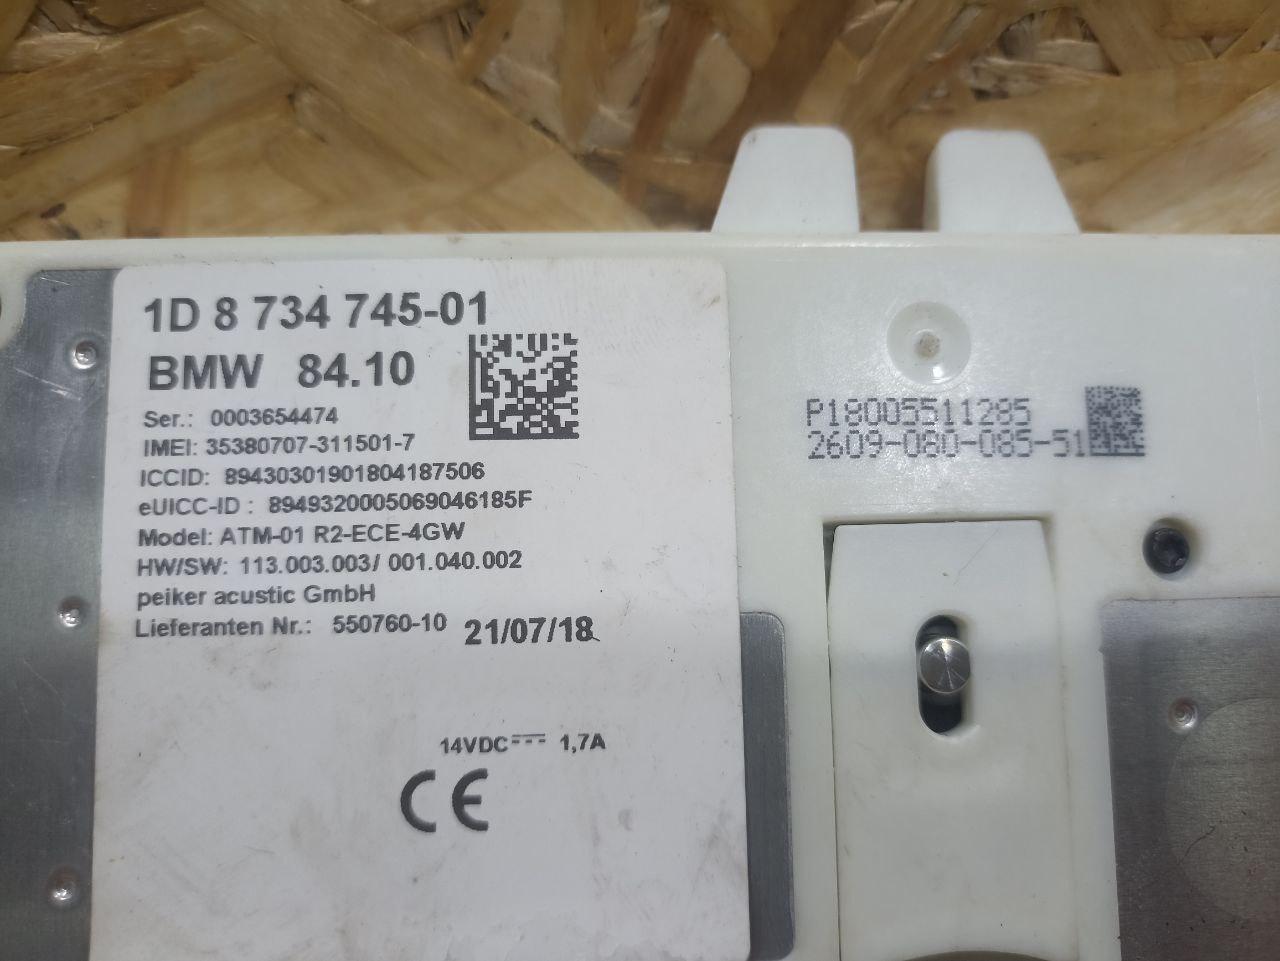 1D 8 734 745-01
BMW 84.10
Ser.: 0003654474
IMEI: 35380707-311501-7
ICCID: 89430301901804187506
eUICC-ID : 8949320005069046185F
Model: ATM-01 R2-ECE-4GW
HW/SW: 113.003.003/ 001.040.002
peiker acustic GmbH
Lieferanten Nr.: 550760-10 21/07/18
14VDC 1,7A
CE
P18005511285
2609-080-085-51